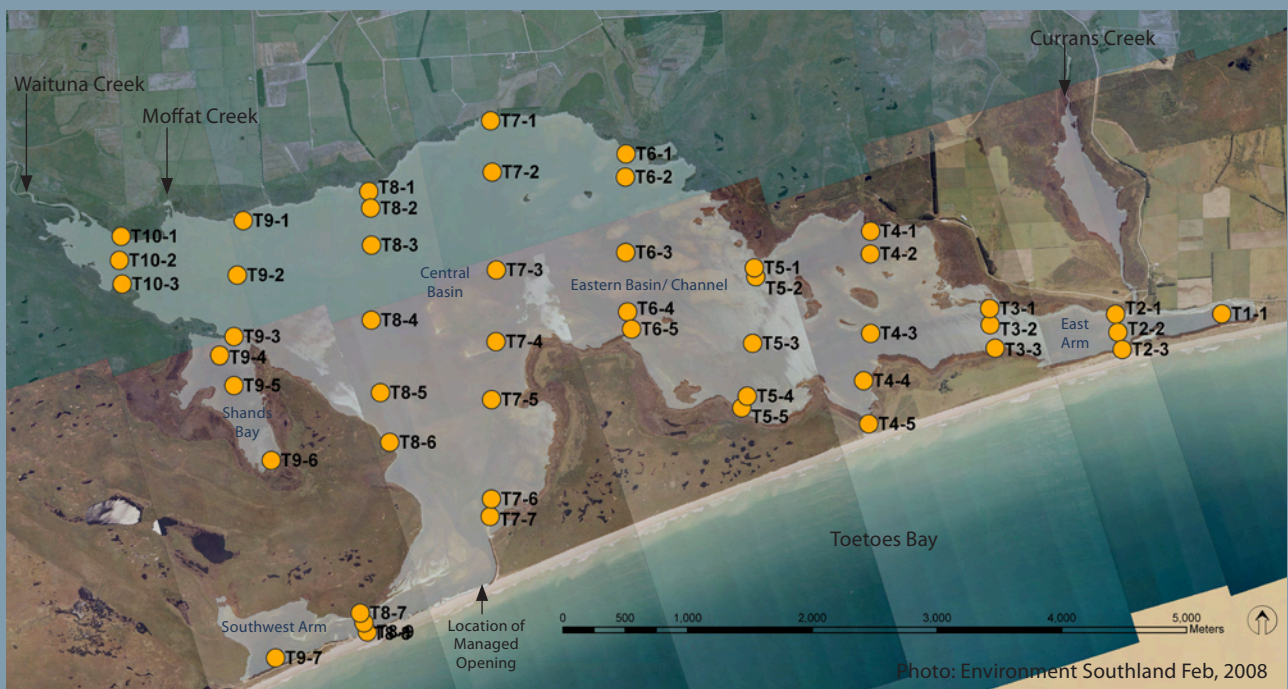 Currans Creek
Waituna Creek
Moffat Creek
T7-1
T6-1
T7-2
T6-2
T8-1
T8-2
T9-1
T4-1
T10-1
T8-3
T4-2
T6-3
T10-2
T5-1
T7-3
T9-2
Central
Basin
Eastern Basin/ Channel
T5-2
T10-3
T3-1
T6-4
T2-1
T1-1
T8-4
T3-2
East
Arm
T6-5
T2-2
T9-3
T4-3
T7-4
T5-3
T3-3
T2-3
T9-4
T9-5
T4-4
T8-5
T5-4
T7-5
Shands
Bay
T5-5
T4-5
T8-6
T9-6
T7-6
T7-7
Toetoes Bay
T8-7
T8-8
T8-9
Southwest Arm
Location of
Managed
Opening
0 500 1,000 2,000 3,000 4,000 5,000
Meters
T9-7
Photo: Environment Southland Feb, 2008